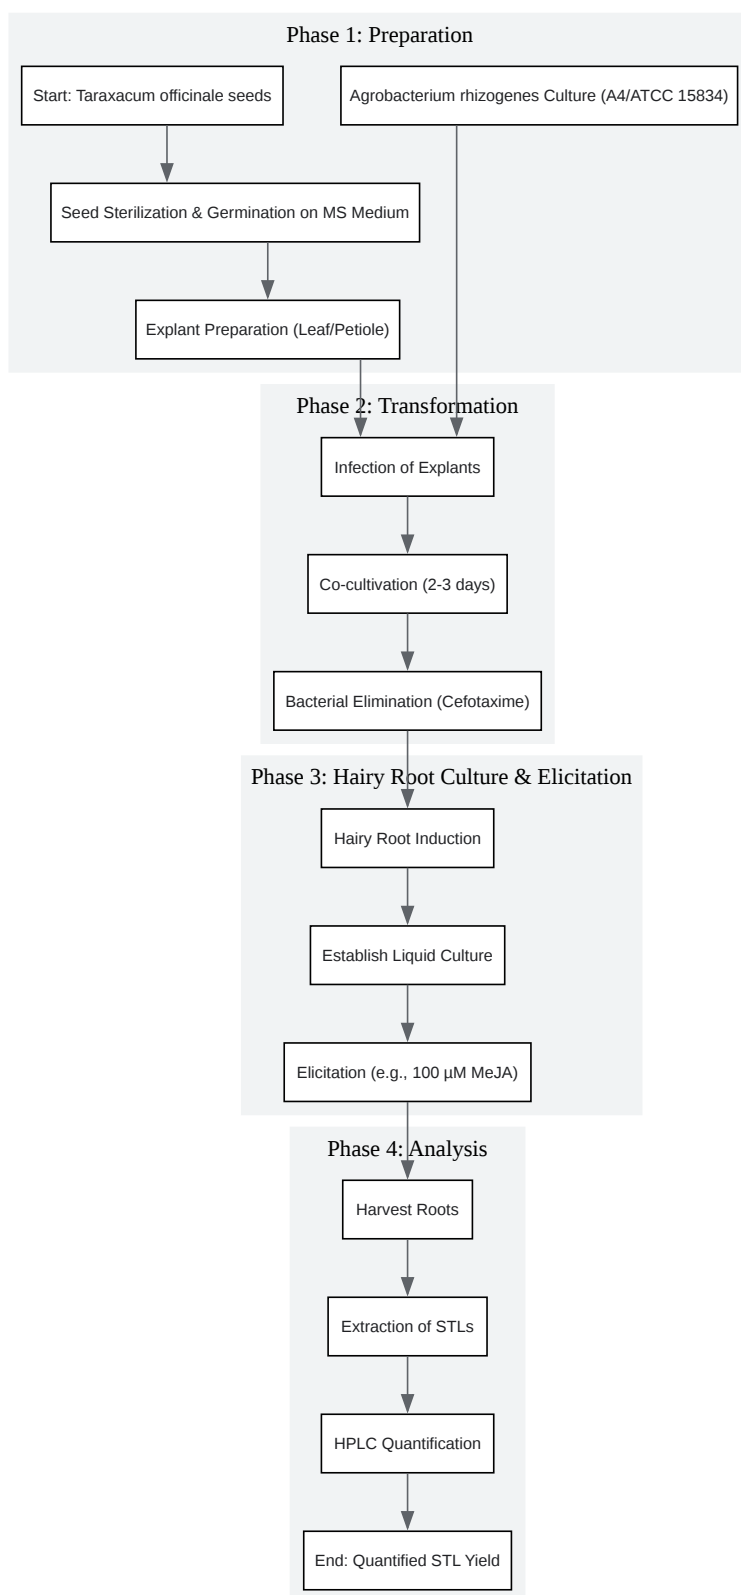 Phase 1: Preparation
Start: Taraxacum officinale seeds
Agrobacterium rhizogenes Culture (A4/ATCC 15834)
Seed Sterilization & Germination on MS Medium
Explant Preparation (Leaf/Petiole)
Phase 2: Transformation
Infection of Explants
Co-cultivation (2-3 days)
Bacterial Elimination (Cefotaxime)
Phase 3: Hairy Root Culture & Elicitation
Hairy Root Induction
Establish Liquid Culture
Elicitation (e.g., 100 µM MeJA)
Phase 4: Analysis
Harvest Roots
Extraction of STLs
HPLC Quantification
End: Quantified STL Yield